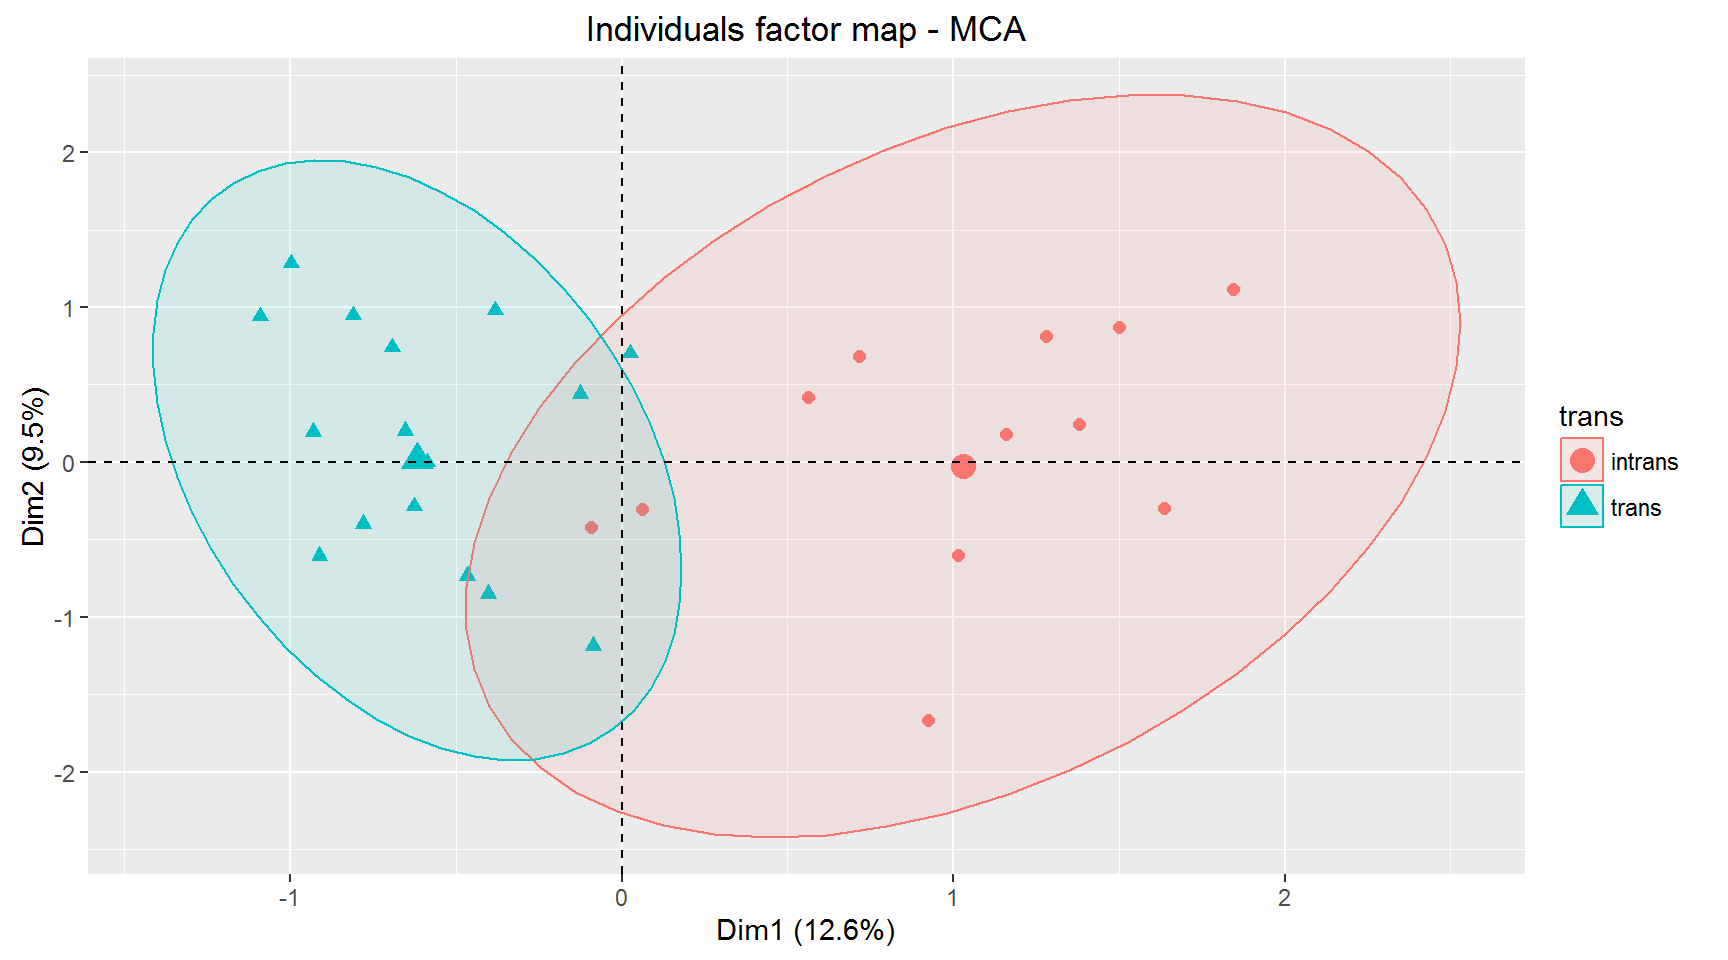 Individuals factor map - MCA
2
1
0
-1
-2
Dim2 (9.5%)
-1
0
1
2
Dim1 (12.6%)
trans
intrans
trans